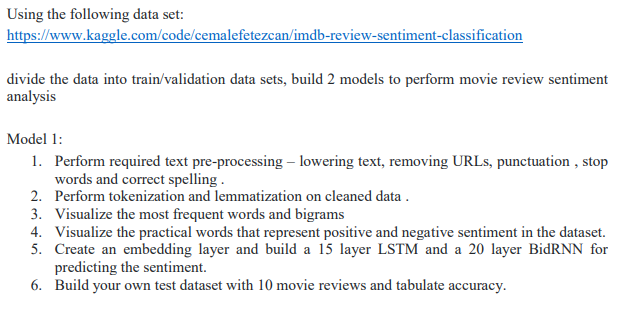 Using the following data set:
https://www.kaggle.com/code/cemalefetezcan/imdb-review-sentiment-classification
divide the data into train/validation data sets, build 2 models to perform movie review sentiment
analysis
Model 1:
1. Perform required text pre-processing – lowering text, removing URLs, punctuation , stop
words and correct spelling .
2. Perform tokenization and lemmatization on cleaned data .
3. Visualize the most frequent words and bigrams
4. Visualize the practical words that represent positive and negative sentiment in the dataset.
5. Create an embedding layer and build a 15 layer LSTM and a 20 layer BidRNN for
predicting the sentiment.
6. Build your own test dataset with 10 movie reviews and tabulate accuracy.